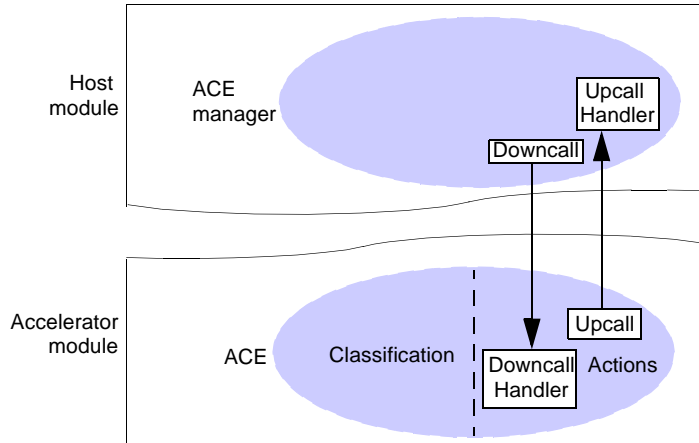 Host
module
ACE
manager
Upcall
Handler
Downcall
Accelerator
module
ACE
Classification
Upcall
Downcall
Handler
Actions